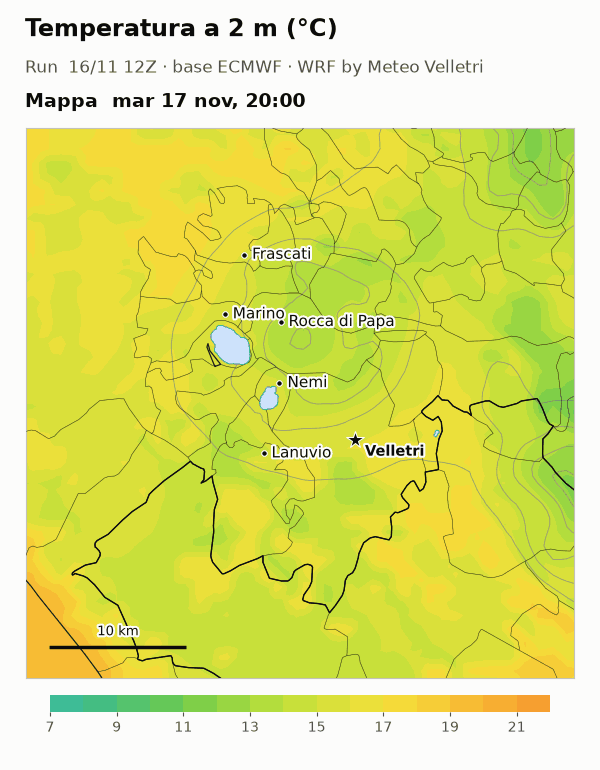 Temperatura a 2 m (°C)
Run  16/11 12Z · base ECMWF · WRF by Meteo Velletri
Mappa  mar 17 nov, 20:00
Frascati
Marino
Rocca di Papa
Nemi
Lanuvio
Velletri
10 km
7 9 11 13 15 17 19 21